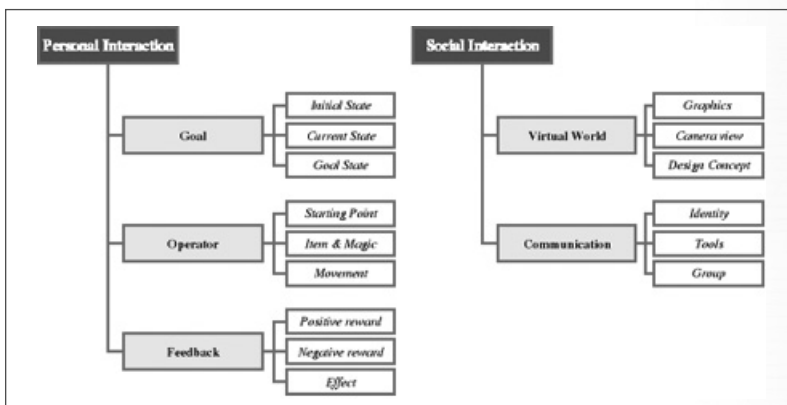 Personal Interaction
Goal
Initial State
Current State
Goal State
Operator
Starting Point
Item & Magic
Movement
Feedback
Positive reward
Negative reward
Effect
Social Interaction
Virtual World
Graphics
Camera view
Design Concept
Communication
Identity
Tools
Group